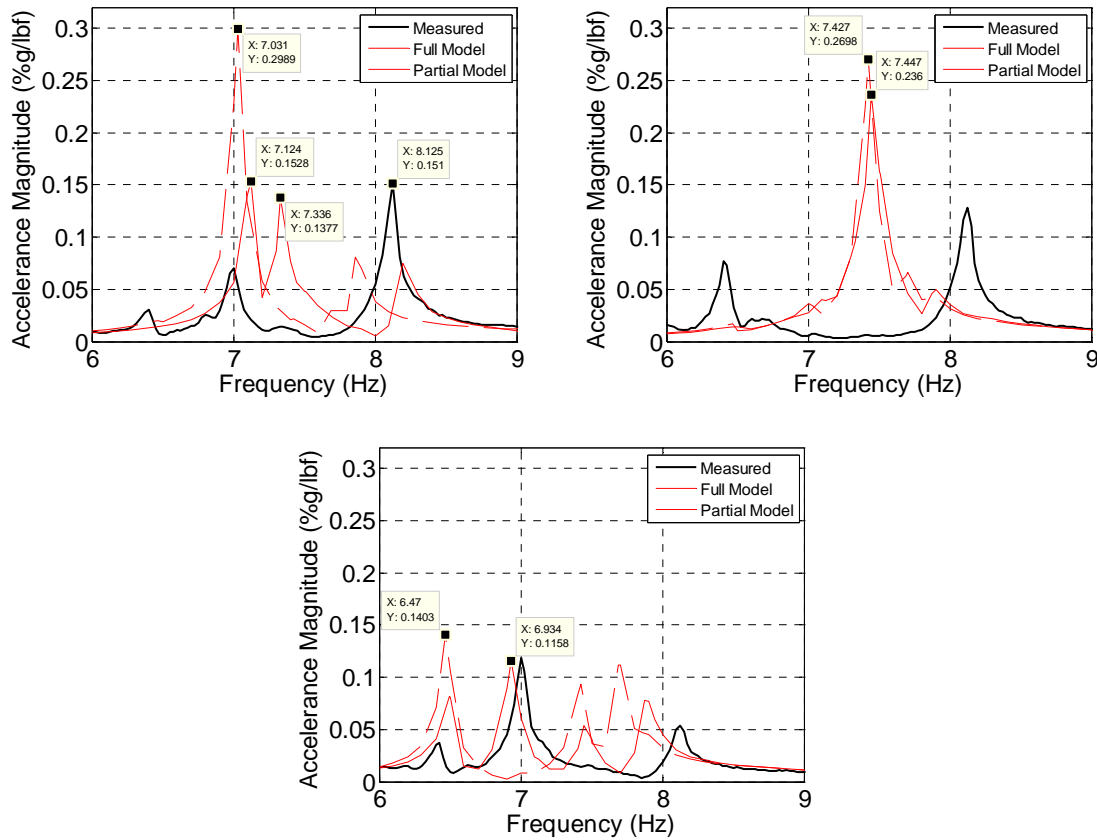 0.3
0.25
0.2
0.15
0.1
0.05
0
6
7
8
9
Frequency (Hz)
Accelerance Magnitude (%g/lbf)
X: 7.031
Y: 0.2989
X: 7.124
Y: 0.1528
X: 7.336
Y: 0.1377
X: 8.125
Y: 0.151
Measured
Full Model
Partial Model
0.3
0.25
0.2
0.15
0.1
0.05
0
6
7
8
9
Frequency (Hz)
Accelerance Magnitude (%g/lbf)
X: 7.427
Y: 0.2698
X: 7.447
Y: 0.236
Measured
Full Model
Partial Model
0.3
0.25
0.2
0.15
0.1
0.05
0
6
7
8
9
Frequency (Hz)
Accelerance Magnitude (%g/lbf)
X: 6.47
Y: 0.1403
X: 6.934
Y: 0.1158
Measured
Full Model
Partial Model